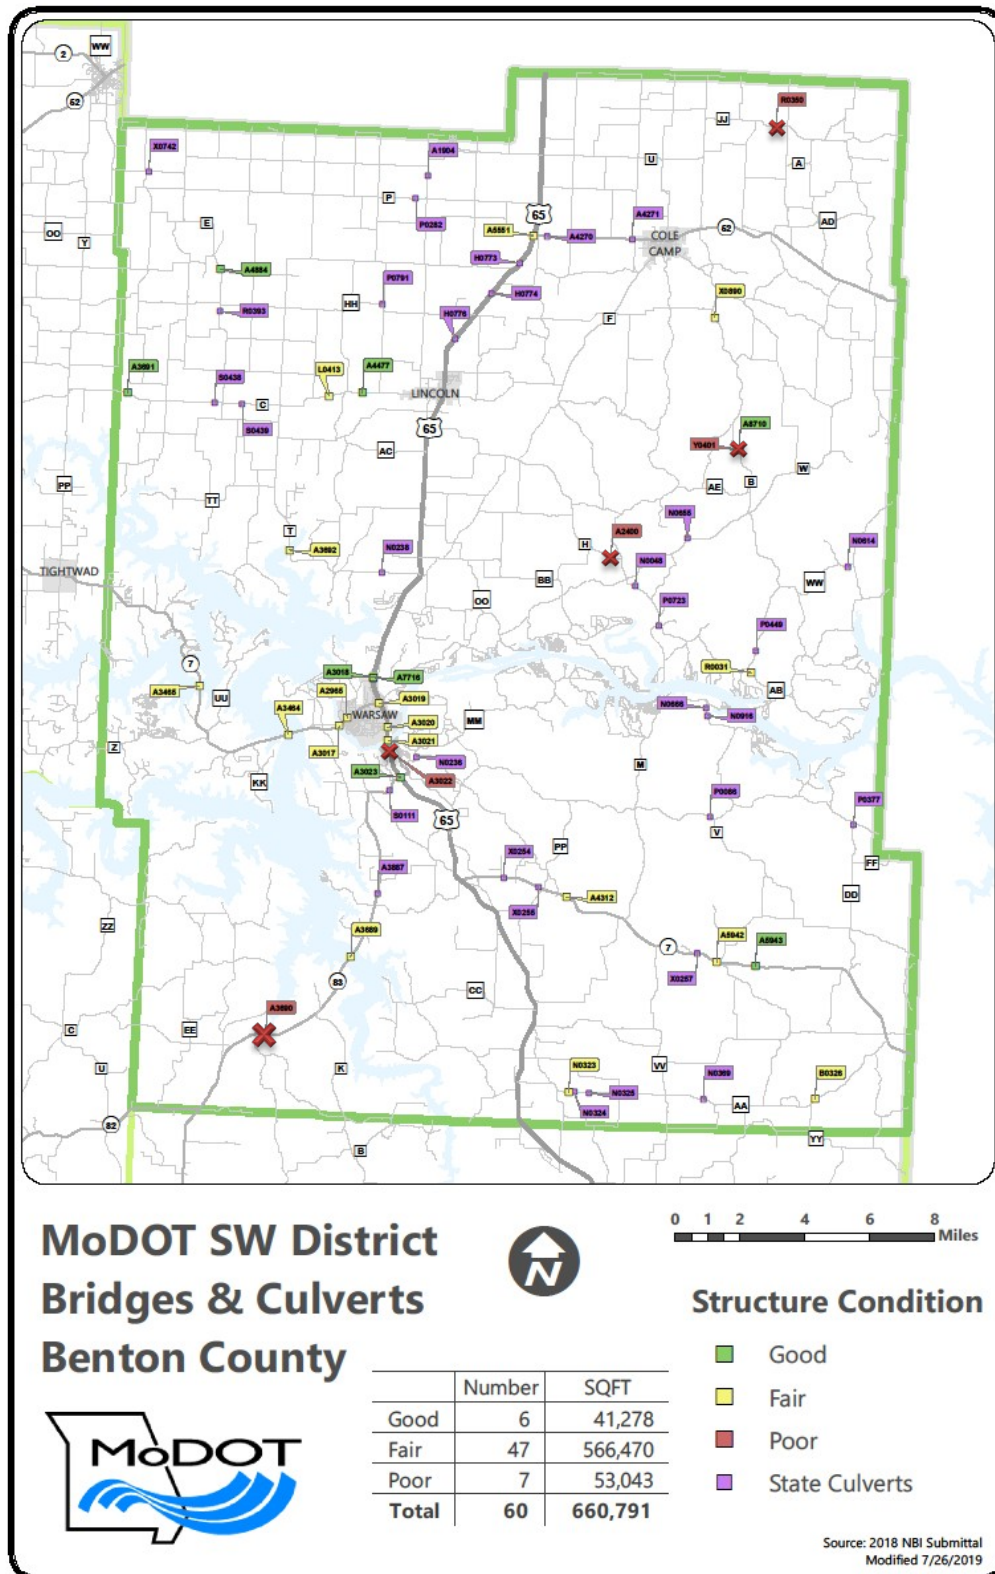 WW
2
52
R0350
JJ
X0742
A1904
U
A
P
A4271
65
OO
E
P0282
A5551
A4270
COLE
CAMP
52
AD
Y
H0773
A4884
P0791
H0774
X0890
R0393
HH
H0776
F
A3691
S0438
L0413
A4477
LINCOLN
C
S0439
65
A8710
AC
Y0401
W
PP
AE
B
TT
T
N0655
A2400
A3692
N0238
H
N0614
N0048
TIGHTWAD
BB
WW
OO
P0723
P0449
7
A3018
A7716
R0031
A3465
A2965
UU
A3019
AB
A3464
WARSAW
N0666
MM
A3020
N0916
A3017
A3021
Z
N0236
A3023
M
KK
A3022
P0086
P0377
S0111
65
V
X0254
PP
FF
A3887
DD
A4312
X0256
ZZ
A3689
A5942
A5943
7
X0257
83
CC
A3690
C
EE
N0323
VV
U
K
N0325
N0369
B0326
AA
N0324
82
B
YY
MoDOT SW District
Bridges & Culverts
Benton County
N
0 1 2 4 6 8 Miles
Structure Condition
Good
Fair
Poor
State Culverts
Number SQFT
Good 6 41,278
Fair 47 566,470
Poor 7 53,043
Total 60 660,791
MoDOT
Source: 2018 NBI Submittal
Modified 7/26/2019